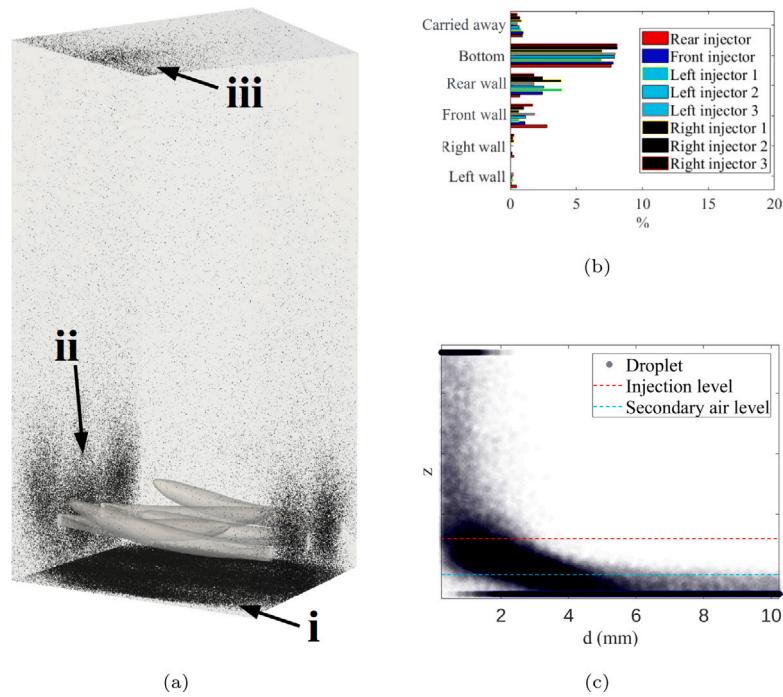 iii
ii
i
(a)
Carried away
Bottom
Rear wall
Front wall
Right wall
Left wall
Rear injector
Front injector
Left injector 1
Left injector 2
Left injector 3
Right injector 1
Right injector 2
Right injector 3
0 5 10 15 20
%
(b)
Droplet
Injection level
Secondary air level
z
2 4 6 8 10
d (mm)
(c)